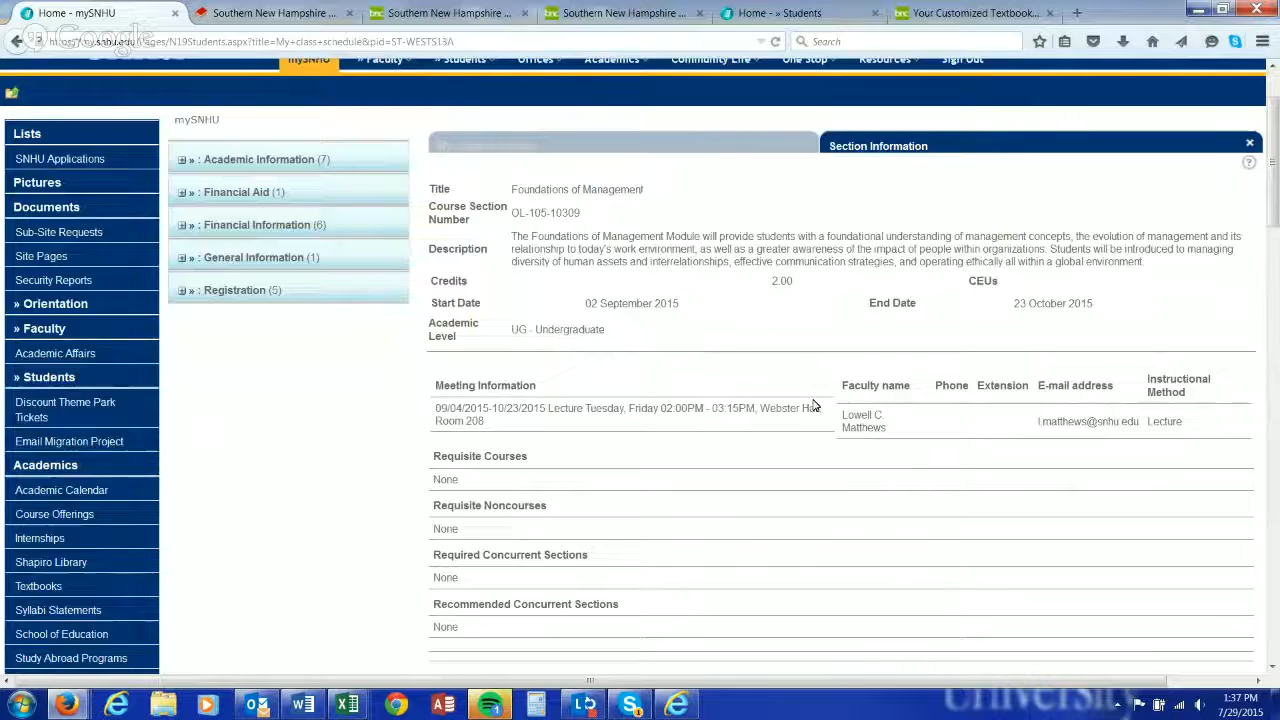 Home - mySNHU
Southern New Hampshire ...
Southern New Hampshire ...
Southern New Hampshire ...
Home - » Students
Your Customized Textbook...
Google
N19Students.aspx?title=My+class+schedule&pid=ST-WESTS13A
Search
mySNHU
» Faculty
» Students
Offices
Academics
Community Life
One Stop
Resources
Sign Out
Lists
SNHU Applications
Pictures
Documents
Sub-Site Requests
Site Pages
Security Reports
» Orientation
» Faculty
Academic Affairs
» Students
Discount Theme Park
Tickets
Email Migration Project
Academics
Academic Calendar
Course Offerings
Internships
Shapiro Library
Textbooks
Syllabi Statements
School of Education
Study Abroad Programs
mySNHU
» : Academic Information (7)
» : Financial Aid (1)
» : Financial Information (6)
» : General Information (1)
» : Registration (5)
Section Information
Title Foundations of Management
Course Section
Number
OL-105-10309
Description
The Foundations of Management Module will provide students with a foundational understanding of management concepts, the evolution of management and its
relationship to today's work environment, as well as a greater awareness of the impact of people within organizations. Students will be introduced to managing
diversity of human assets and interrelationships, effective communication strategies, and operating ethically all within a global environment.
Credits 2.00 CEUs
Start Date 02 September 2015 End Date 23 October 2015
Academic
Level
UG - Undergraduate
Meeting Information
09/04/2015-10/23/2015 Lecture Tuesday, Friday 02:00PM - 03:15PM, Webster
Room 208
Faculty name Phone Extension E-mail address Instructional
Method
Lowell C.
Matthews
l.matthews@snhu.edu Lecture
Requisite Courses
None
Requisite Noncourses
None
Required Concurrent Sections
None
Recommended Concurrent Sections
None
University
1:37 PM
7/29/2015